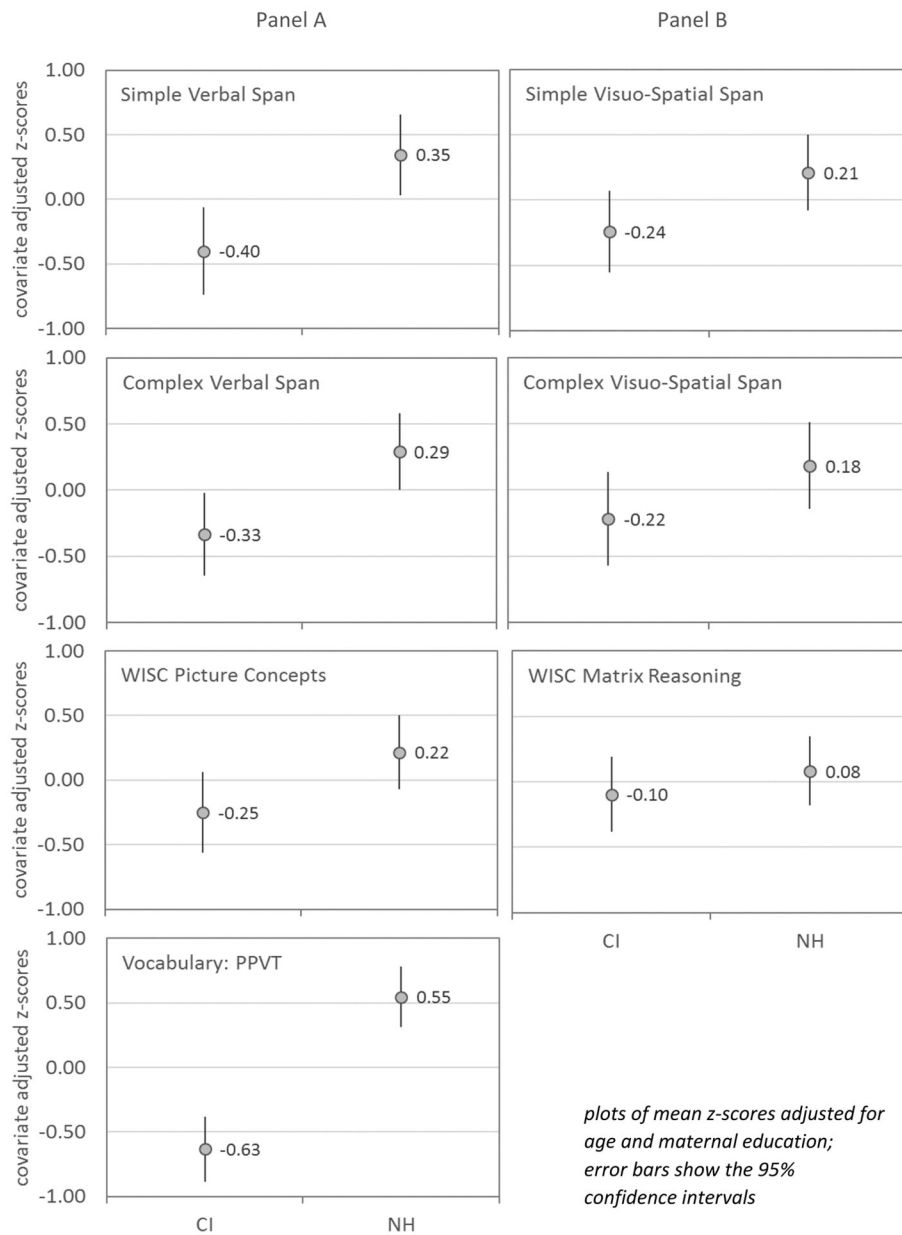 Panel A
Panel B
covariate adjusted z-scores
1.00
0.50
0.00
-0.50
-1.00
Simple Verbal Span
-0.40
0.35
Simple Visuo-Spatial Span
-0.24
0.21
covariate adjusted z-scores
1.00
0.50
0.00
-0.50
-1.00
Complex Verbal Span
-0.33
0.29
Complex Visuo-Spatial Span
-0.22
0.18
covariate adjusted z-scores
1.00
0.50
0.00
-0.50
-1.00
WISC Picture Concepts
-0.25
0.22
WISC Matrix Reasoning
-0.10
0.08
CI
NH
covariate adjusted z-scores
1.00
0.50
0.00
-0.50
-1.00
Vocabulary: PPVT
-0.63
0.55
CI
NH
plots of mean z-scores adjusted for
age and maternal education;
error bars show the 95%
confidence intervals